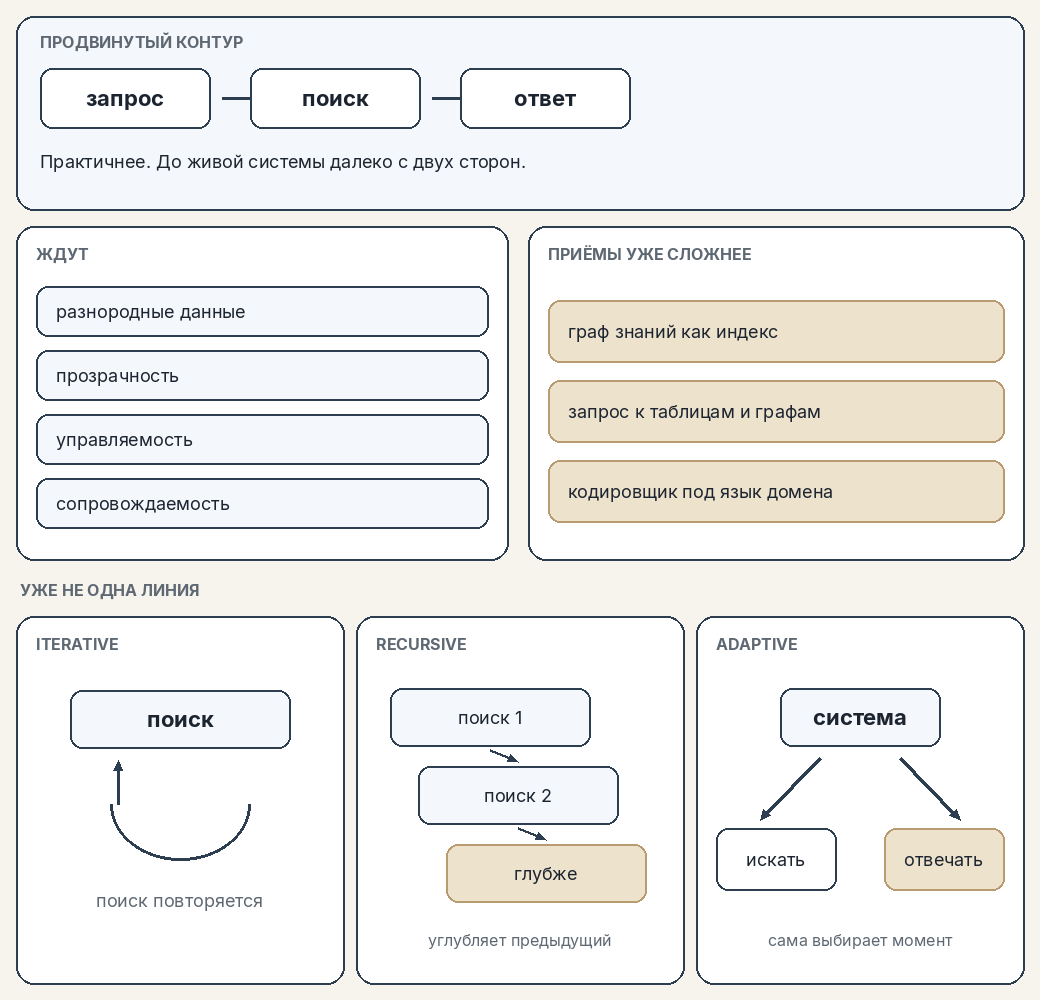 ПРОДВИНУТЫЙ КОНТУР
запрос
поиск
ответ
Практичнее. До живой системы далеко с двух сторон.
ЖДУТ
разнородные данные
прозрачность
управляемость
сопровождаемость
ПРИЁМЫ УЖЕ СЛОЖНЕЕ
граф знаний как индекс
запрос к таблицам и графам
кодировщик под язык домена
УЖЕ НЕ ОДНА ЛИНИЯ
ITERATIVE
поиск
поиск повторяется
RECURSIVE
поиск 1
поиск 2
глубже
углубляет предыдущий
ADAPTIVE
система
искать
отвечать
сама выбирает момент